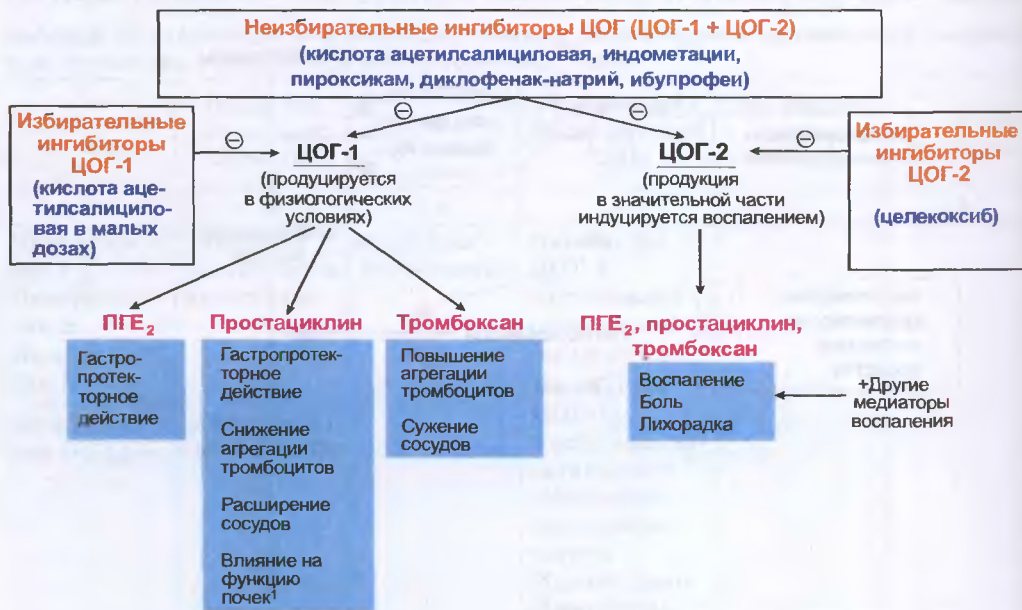 Неизбирательные ингибиторы ЦОГ (ЦОГ-1 + ЦОГ-2)
(кислота ацетилсалициловая, индометации,
пироксикам, диклофенак-натрий, ибупрофеи)
Избирательные
ингибиторы
ЦОГ-1
(кислота аце-
тилсалицило-
вая в малых
дозах)
ЦОГ-1
(продуцируется
в физиологических
условиях)
ЦОГ-2
(продукция
в значительной части
индуцируется воспалением)
Избирательные
ингибиторы
ЦОГ-2
(целекоксиб)
ПГЕ₂
Гастро-
протек-
торное
действие
Простациклин
Гастропротек-
торное
действие
Снижение
агрегации
тромбоцитов
Расширение
сосудов
Влияние на
функцию
почек¹
Тромбоксан
Повышение
агрегации
тромбоцитов
Сужение
сосудов
ПГЕ₂, простациклин,
тромбоксан
Воспаление
Боль
Лихорадка
+Другие
медиаторы
воспаления